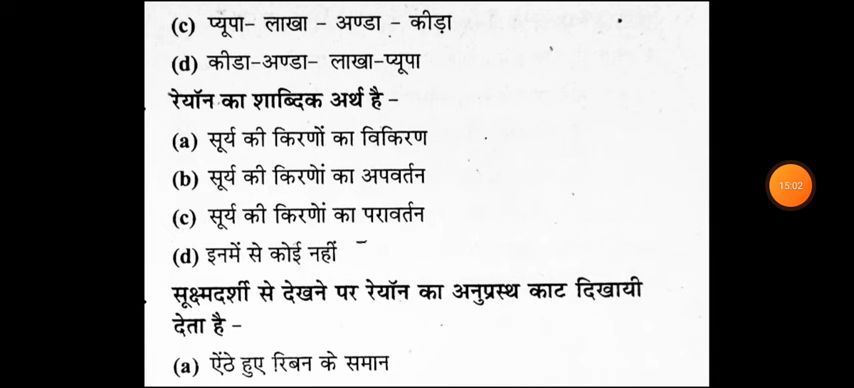 (c) प्यूपा- लाखा - अण्डा - कीड़ा
(d) कीडा-अण्डा- लाखा-प्यूपा
रेयॉन का शाब्दिक अर्थ है -
(a) सूर्य की किरणों का विकिरण
(b) सूर्य की किरणेां का अपवर्तन
(c) सूर्य की किरणेां का परावर्तन
(d) इनमें से कोई नहीं
सूक्ष्मदर्शी से देखने पर रेयॉन का अनुप्रस्थ काट दिखायी
देता है -
(a) ऐंठे हुए रिबन के समान
15:02